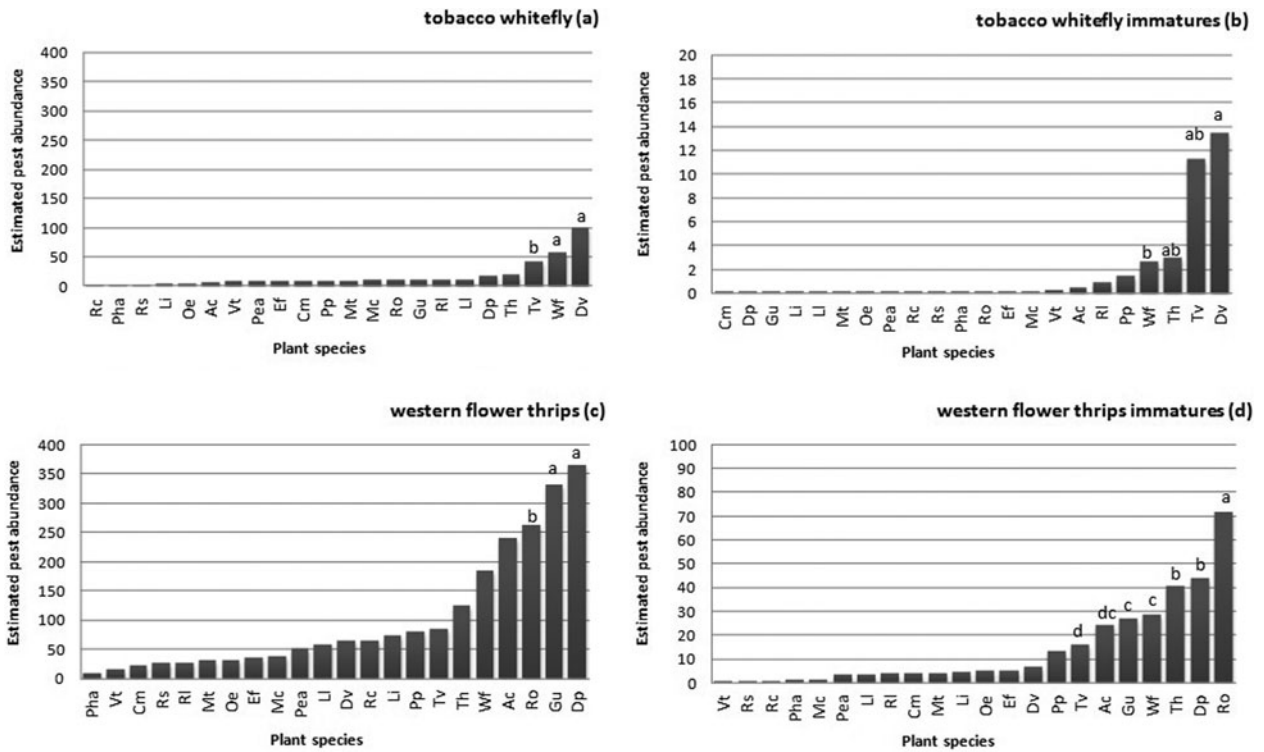 tobacco whitefly (a)
400
350
300
250
200
150
100
50
0
Estimated pest abundance
b
a
a
Rc Pha Rs Li Oe Ac Vt Pea Ef Cm Pp Mt Mc Ro Gu Rl Ll Dp Th Tv Wf Dv
Plant species
tobacco whitefly immatures (b)
20
18
16
14
12
10
8
6
4
2
0
Estimated pest abundance
b
ab
ab
a
Cm Dp Gu Li Ll Mt Oe Pea Rc Rs Pha Ro Ef Mc Vt Ac Rl Pp Wf Th Tv Dv
Plant species
western flower thrips (c)
400
350
300
250
200
150
100
50
0
Estimated pest abundance
b
a
a
Pha Vt Cm Rs Rl Mt Oe Ef Mc Pea Ll Dv Rc Li Pp Tv Th Wf Ac Ro Gu Dp
Plant species
western flower thrips immatures (d)
100
90
80
70
60
50
40
30
20
10
0
Estimated pest abundance
d
dc
c
c
b
b
a
Vt Rs Rc Pha Mc Pea Ll Rl Cm Mt Li Oe Ef Dv Pp Tv Ac Gu Wf Th Dp Ro
Plant species